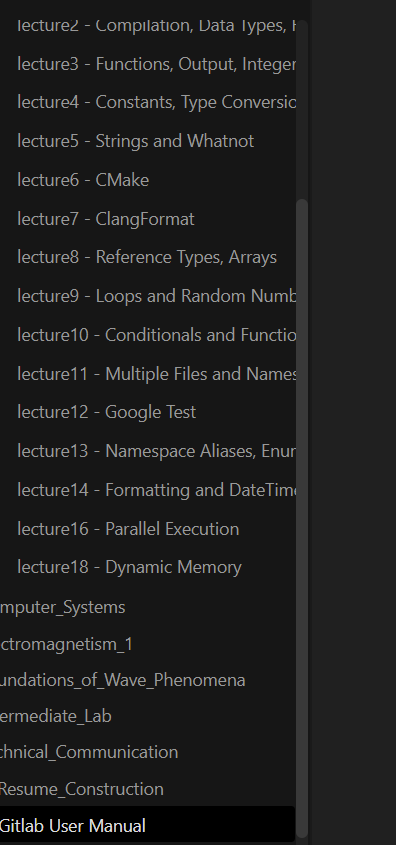 lecture2 - Compilation, Data Types,
lecture3 - Functions, Output, Integer
lecture4 - Constants, Type Conversio
lecture5 - Strings and Whatnot
lecture6 - CMake
lecture7 - ClangFormat
lecture8 - Reference Types, Arrays
lecture9 - Loops and Random Numb
lecture10 - Conditionals and Functio
lecture11 - Multiple Files and Names
lecture12 - Google Test
lecture13 - Namespace Aliases, Enur
lecture14 - Formatting and DateTime
lecture16 - Parallel Execution
lecture18 - Dynamic Memory
mputer_Systems
ectromagnetism_1
undations_of_Wave_Phenomena
ermediate_Lab
chnical_Communication
Resume_Construction
Gitlab User Manual